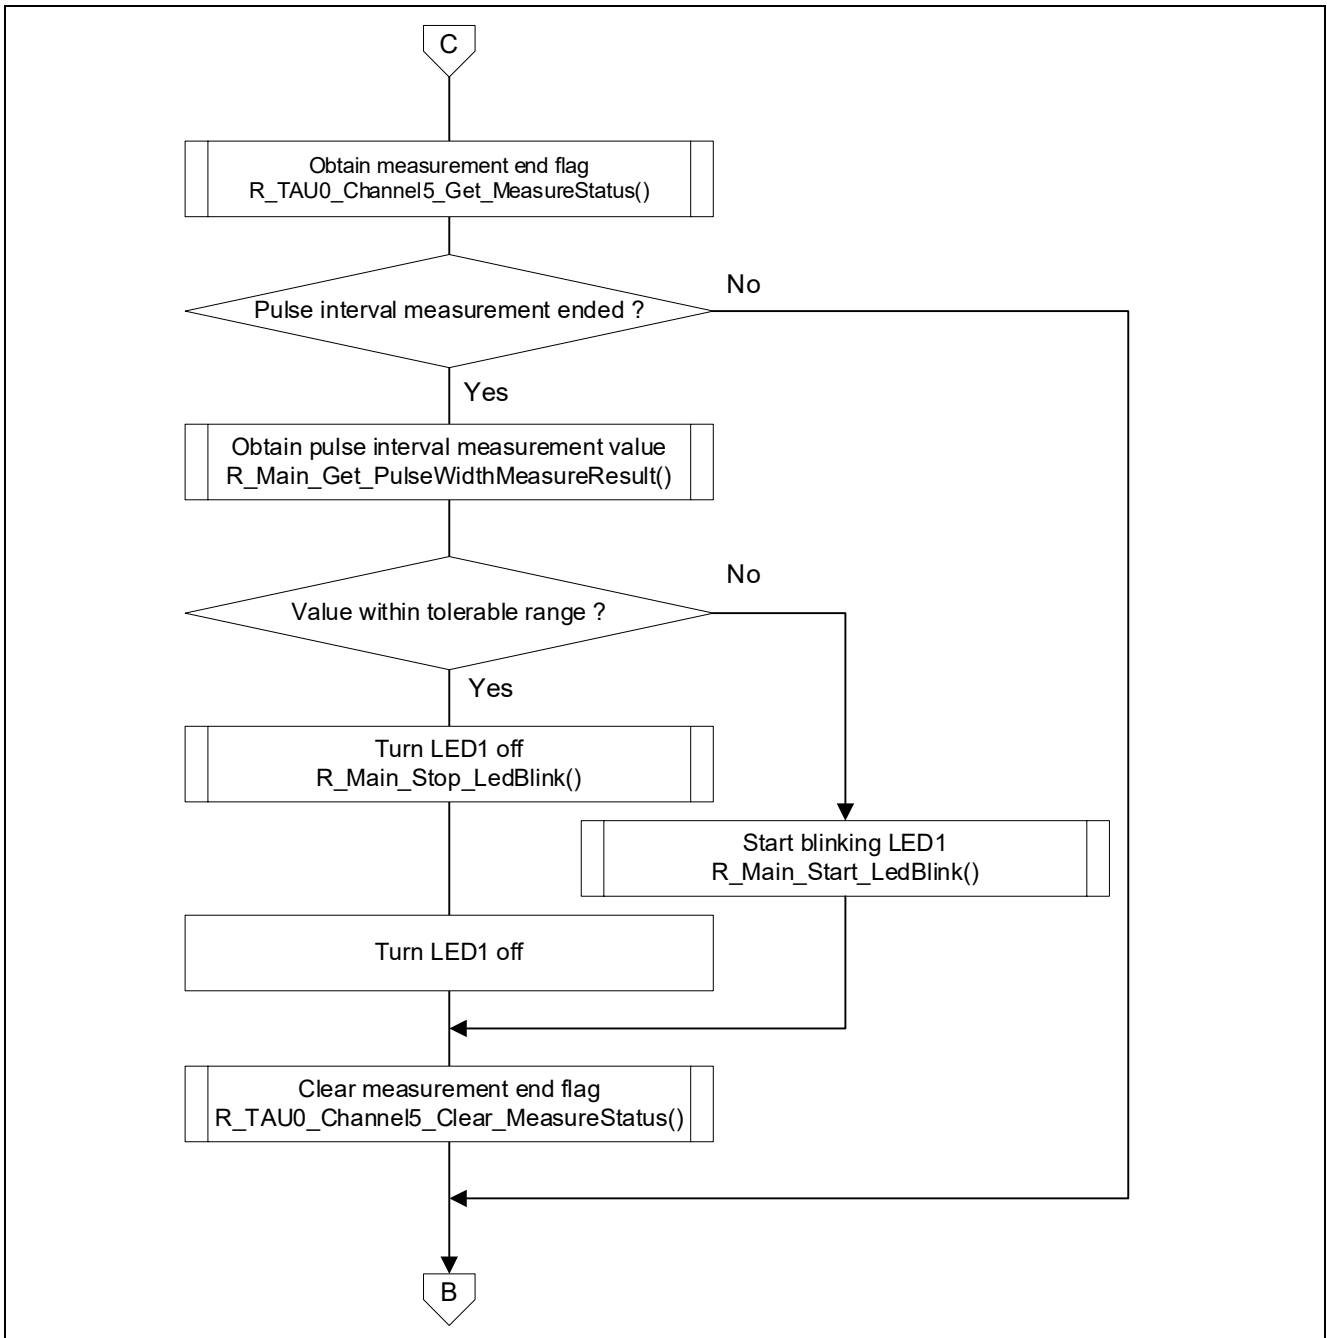 C
Obtain measurement end flag
R_TAU0_Channel5_Get_MeasureStatus()
No
Pulse interval measurement ended ?
Yes
Obtain pulse interval measurement value
R_Main_Get_PulseWidthMeasureResult()
No
Value within tolerable range ?
Yes
Turn LED1 off
R_Main_Stop_LedBlink()
Start blinking LED1
R_Main_Start_LedBlink()
Turn LED1 off
Clear measurement end flag
R_TAU0_Channel5_Clear_MeasureStatus()
B